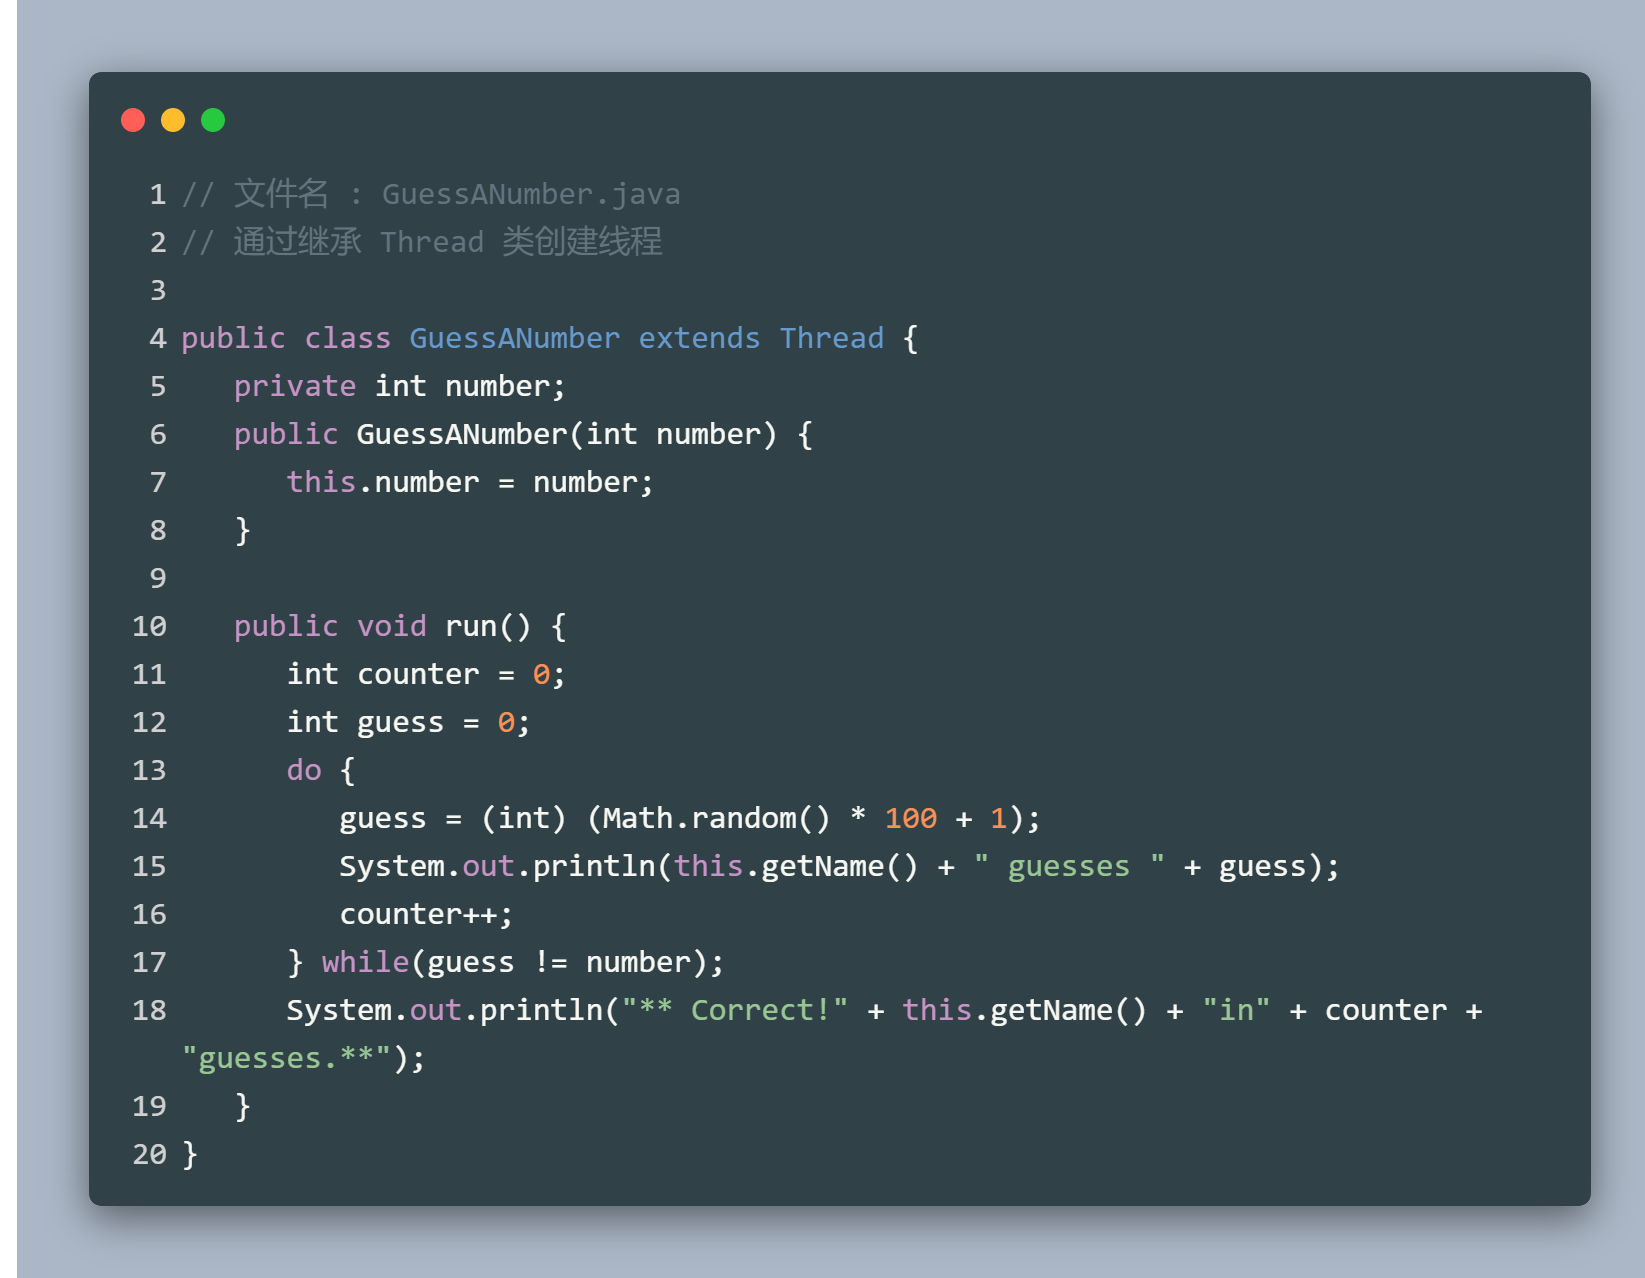 1 // 文件名 : GuessANumber.java
2 // 通过继承 Thread 类创建线程
3
4 public class GuessANumber extends Thread {
5    private int number;
6    public GuessANumber(int number) {
7       this.number = number;
8    }
9
10    public void run() {
11       int counter = 0;
12       int guess = 0;
13       do {
14          guess = (int) (Math.random() * 100 + 1);
15          System.out.println(this.getName() + " guesses " + guess);
16          counter++;
17       } while(guess != number);
18       System.out.println("** Correct!" + this.getName() + "in" + counter +
"guesses.**");
19    }
20 }